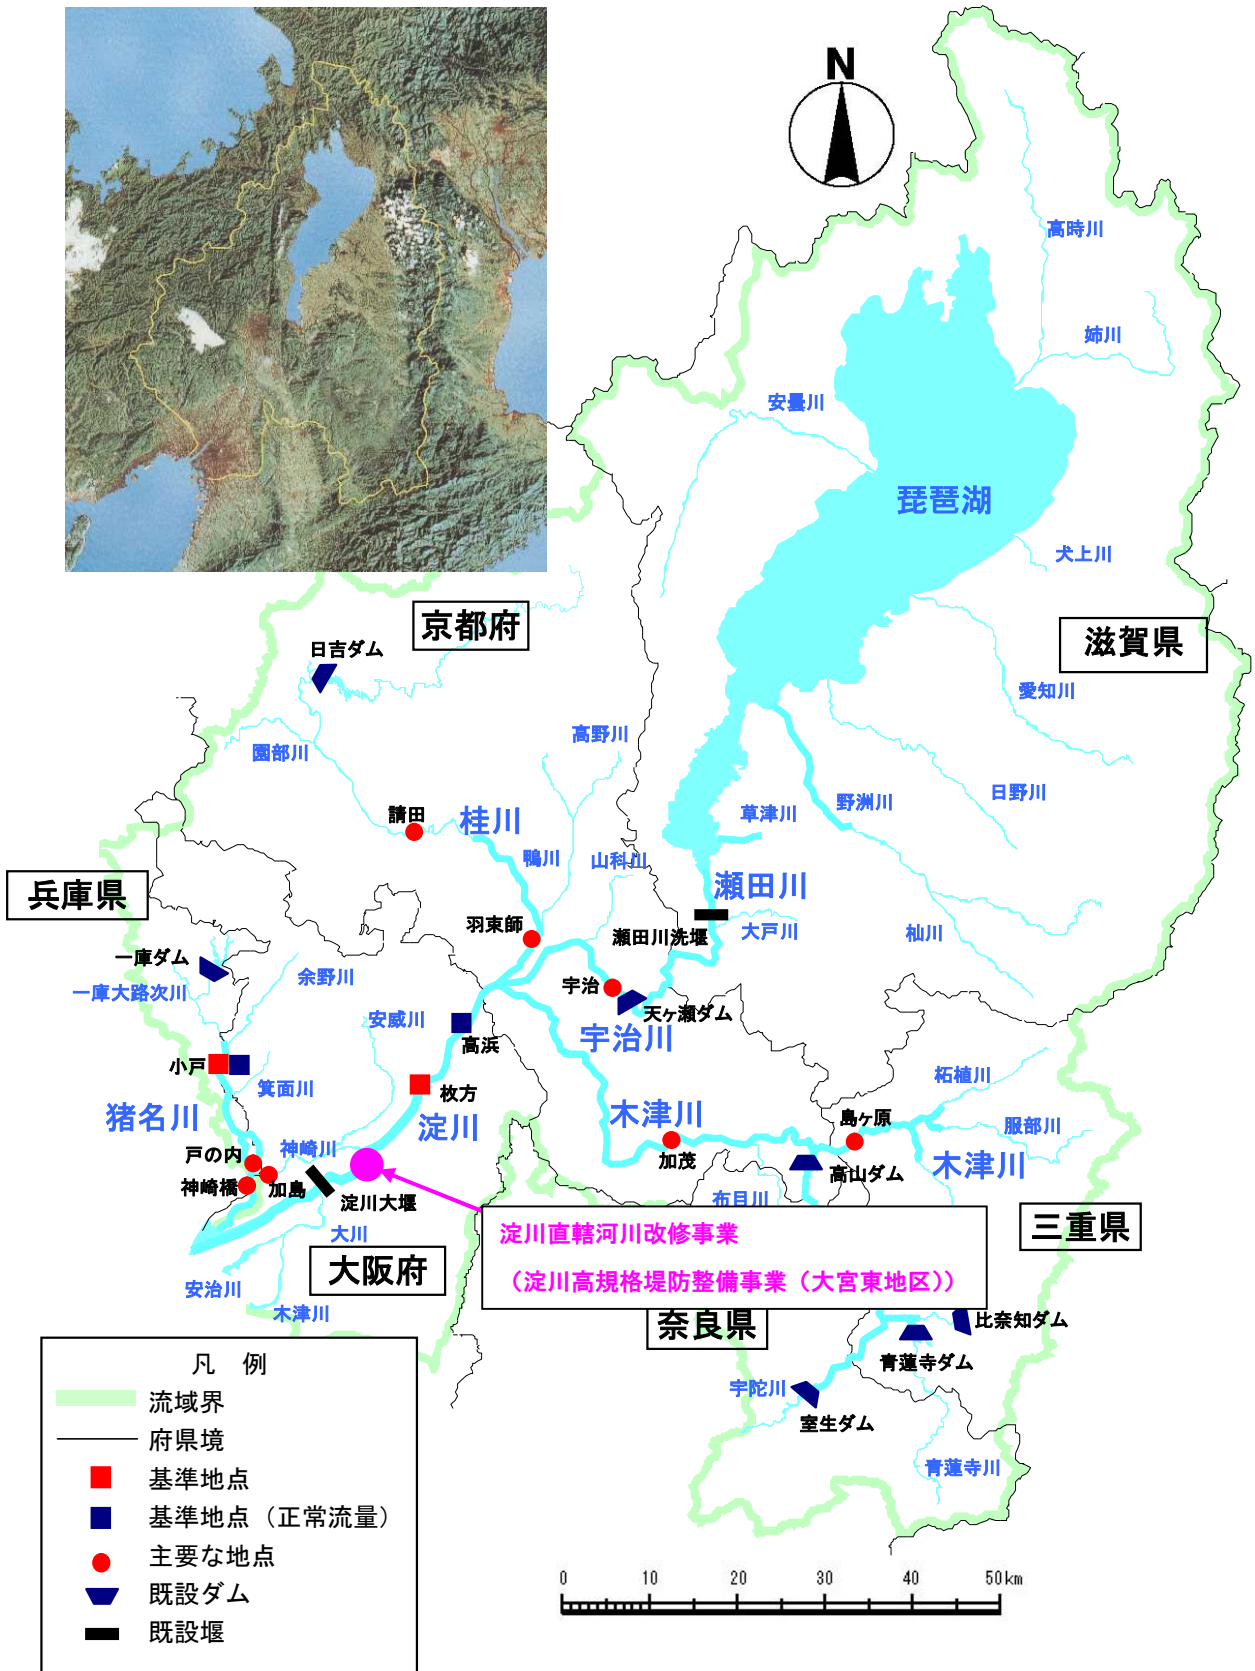 N
高時川
姉川
安曇川
琵琶湖
犬上川
京都府
滋賀県
日吉ダム
愛知川
高野川
園部川
日野川
野洲川
草津川
請田
桂川
鴨川
山科川
瀬田川
兵庫県
羽束師
瀬田川洗堰
大戸川
杣川
一庫ダム
余野川
一庫大路次川
宇治
天ヶ瀬ダム
安威川
高浜
宇治川
小戸
箕面川
枚方
柘植川
猪名川
淀川
木津川
島ヶ原
服部川
神崎川
戸の内
加茂
木津川
高山ダム
神崎橋
加島
淀川大堰
布目川
大川
三重県
淀川直轄河川改修事業
（淀川高規格堤防整備事業（大宮東地区））
大阪府
安治川
木津川
奈良県
比奈知ダム
青蓮寺ダム
宇陀川
室生ダム
青蓮寺川
凡　例
流域界
府県境
基準地点
基準地点（正常流量）
主要な地点
既設ダム
既設堰
0 10 20 30 40 50km